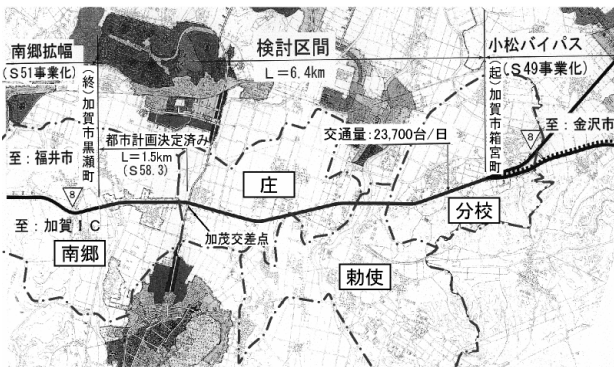 南郷拡幅
(S51事業化)
検討区間
L=6.4km
小松バイパス
(S49事業化)
(終)加賀市黒瀬町
都市計画決定済み
L=1.5km
(S58.3)
交通量:23,700台/日
(起)加賀市箱宮町
8
至:金沢市
至:福井市
8
庄
分校
至:加賀IC
加茂交差点
南郷
勅使